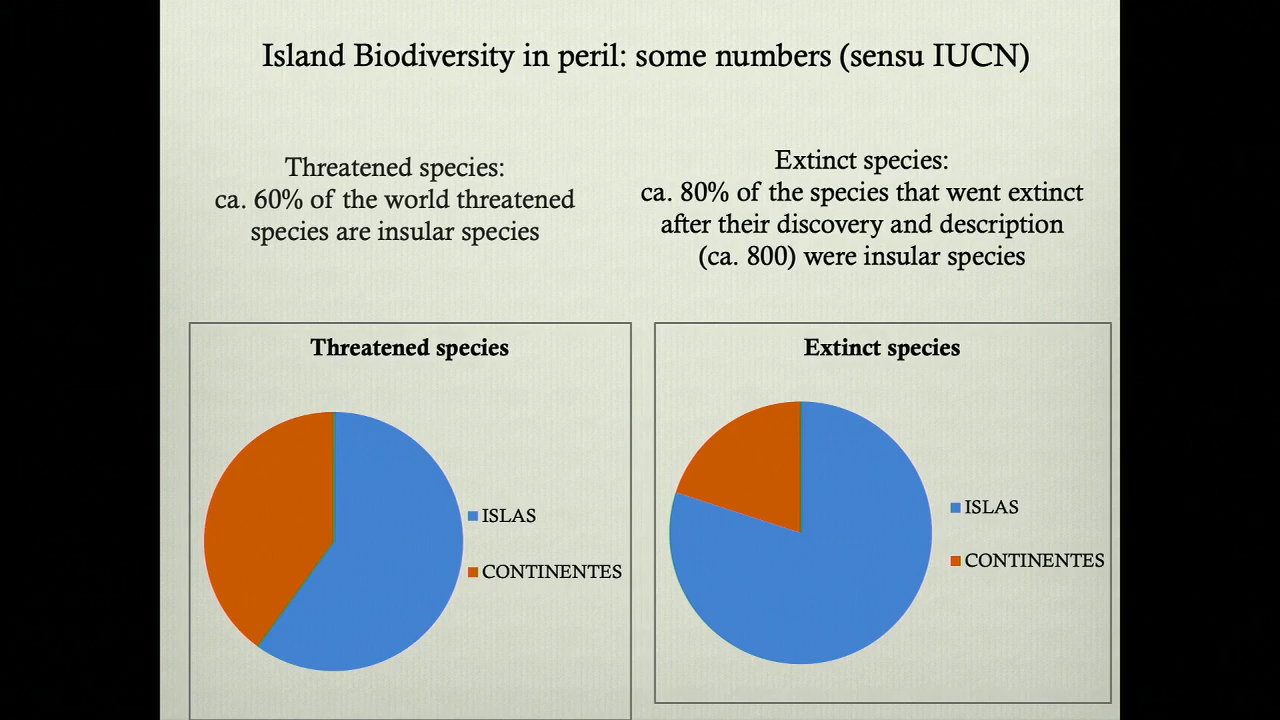 Island Biodiversity in peril: some numbers (sensu IUCN)
Threatened species:
ca. 60% of the world threatened
species are insular species
Extinct species:
ca. 80% of the species that went extinct
after their discovery and description
(ca. 800) were insular species
Threatened species
ISLAS
CONTINENTES
Extinct species
ISLAS
CONTINENTES